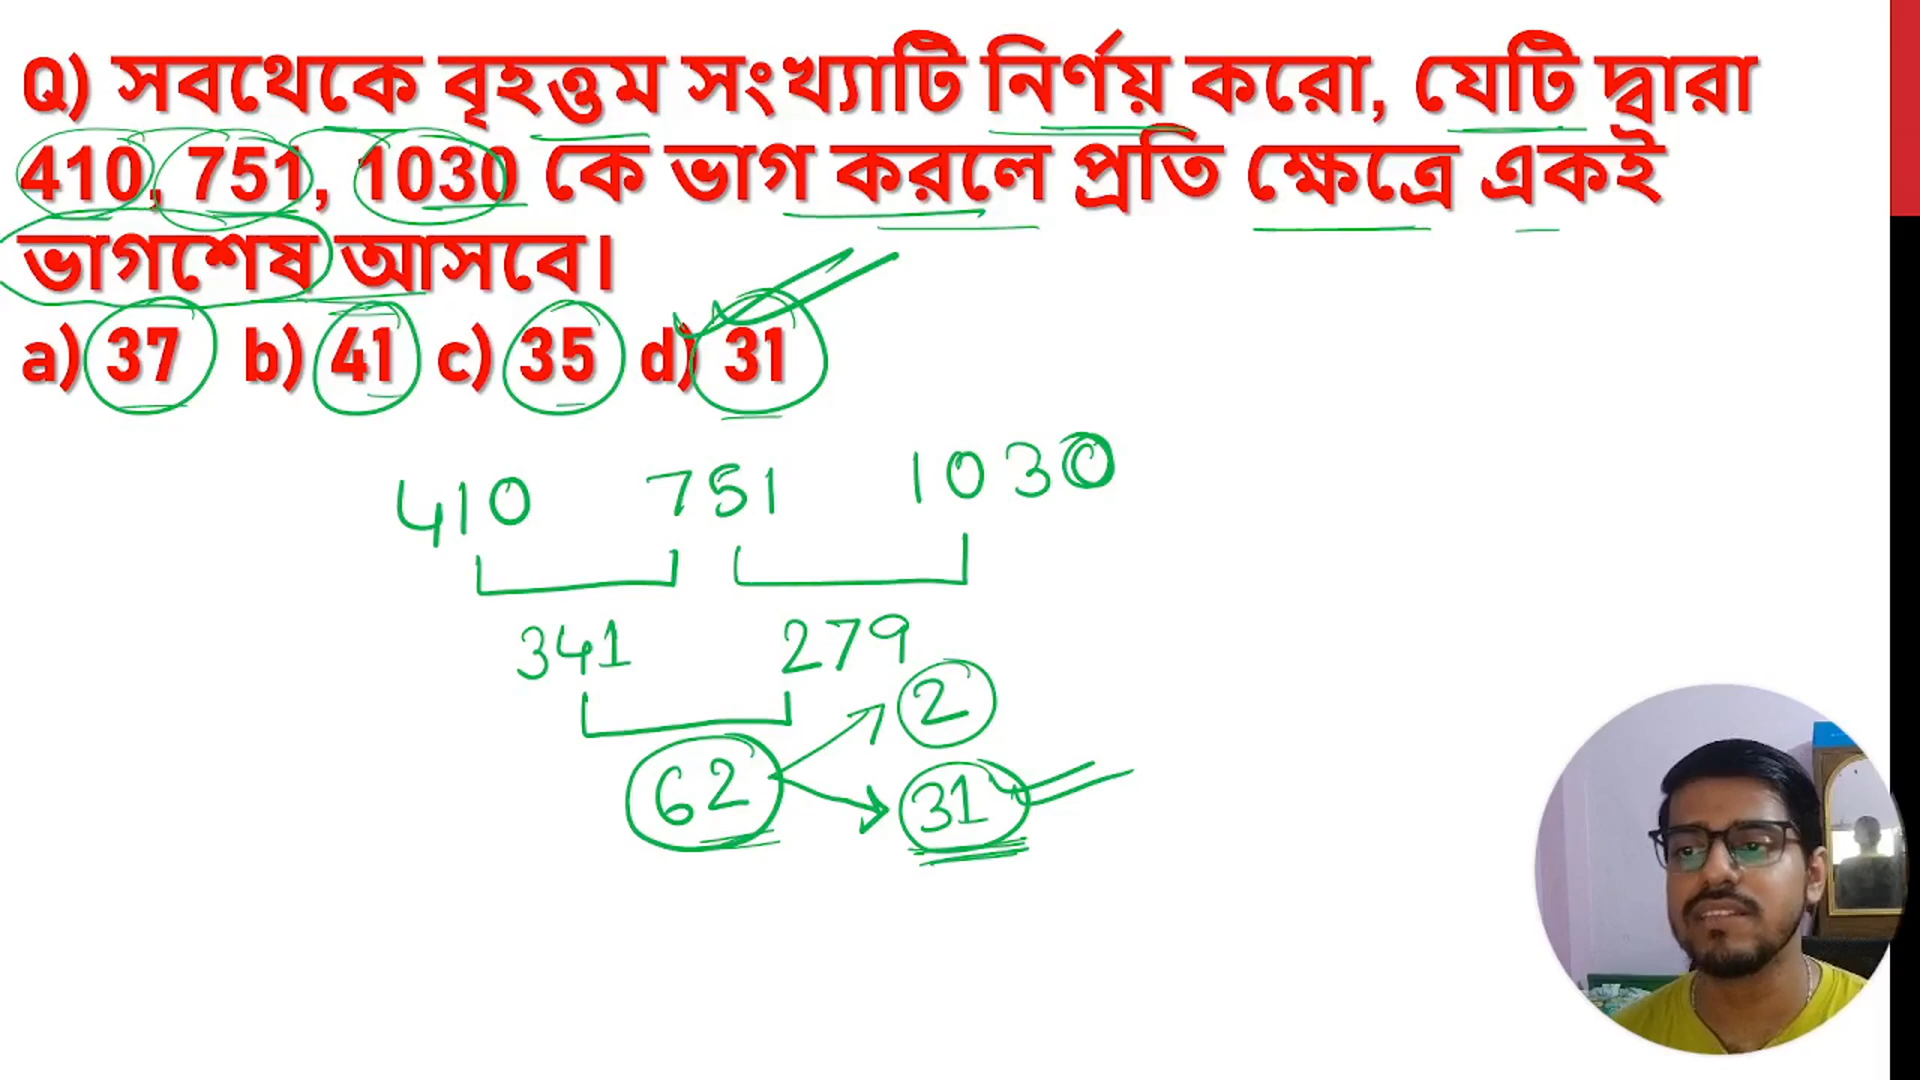 Q) সবথেকে বৃহত্তম সংখ্যাটি নির্ণয় করো, যেটি দ্বারা
410, 751, 1030 কে ভাগ করলে প্রতি ক্ষেত্রে একই
ভাগশেষ আসবে।
a) 37 b) 41 c) 35 d) 31
410 751 1030
341 279
2
62
31